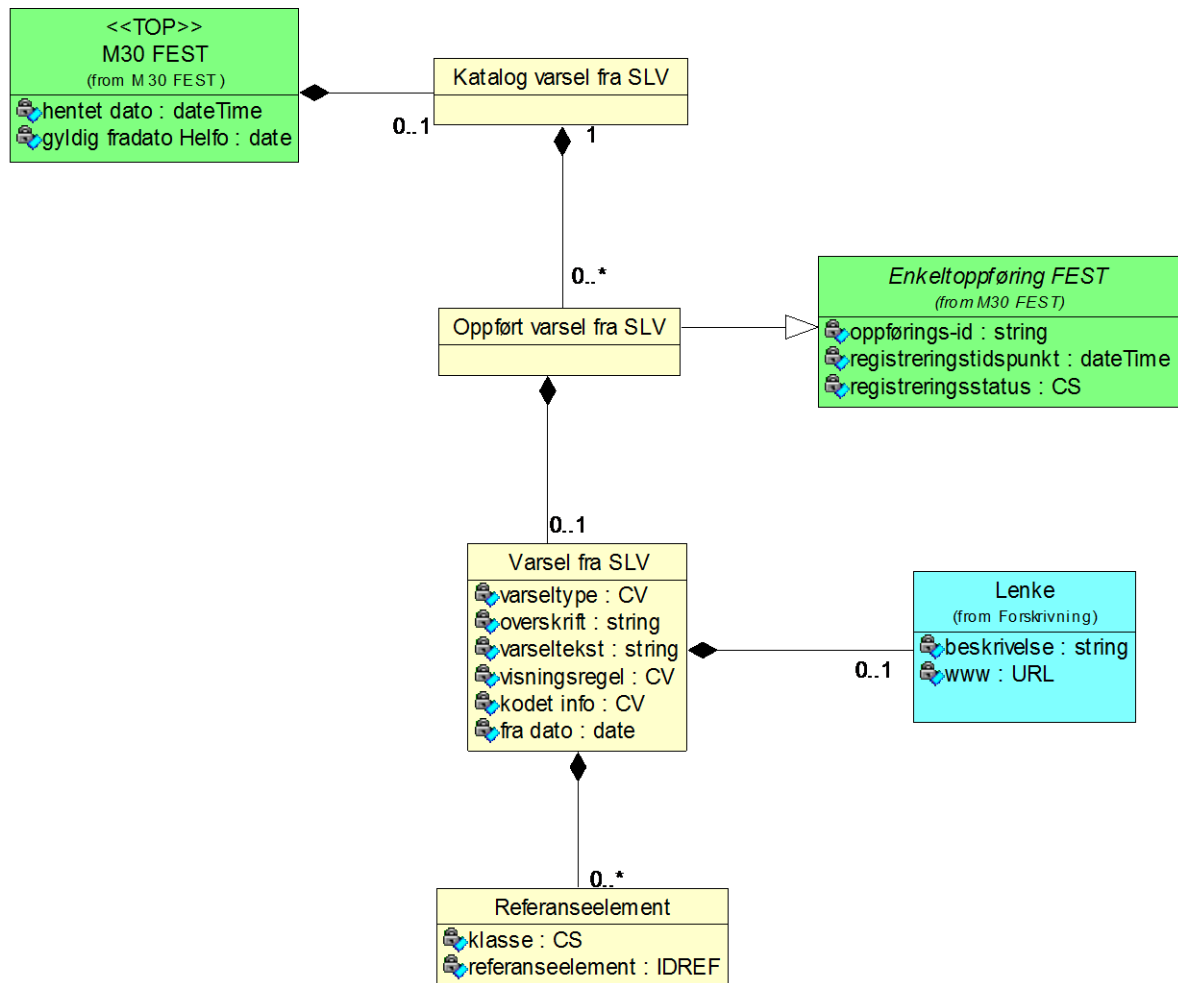 <<TOP>>
M30 FEST
(from M30 FEST)
hentet dato : dateTime
gyldig fradato Helfo : date
Katalog varsel fra SLV
0..1
1
0..*
Oppført varsel fra SLV
Enkeltoppføring FEST
(from M30 FEST)
oppførings-id : string
registreringstidspunkt : dateTime
registreringsstatus : CS
0..1
Varsel fra SLV
varseltype : CV
overskrift : string
varseltekst : string
visningsregel : CV
kodet info : CV
fra dato : date
Lenke
(from Forskrivning)
beskrivelse : string
www : URL
0..1
0..*
Referanseelement
klasse : CS
referanseelement : IDREF